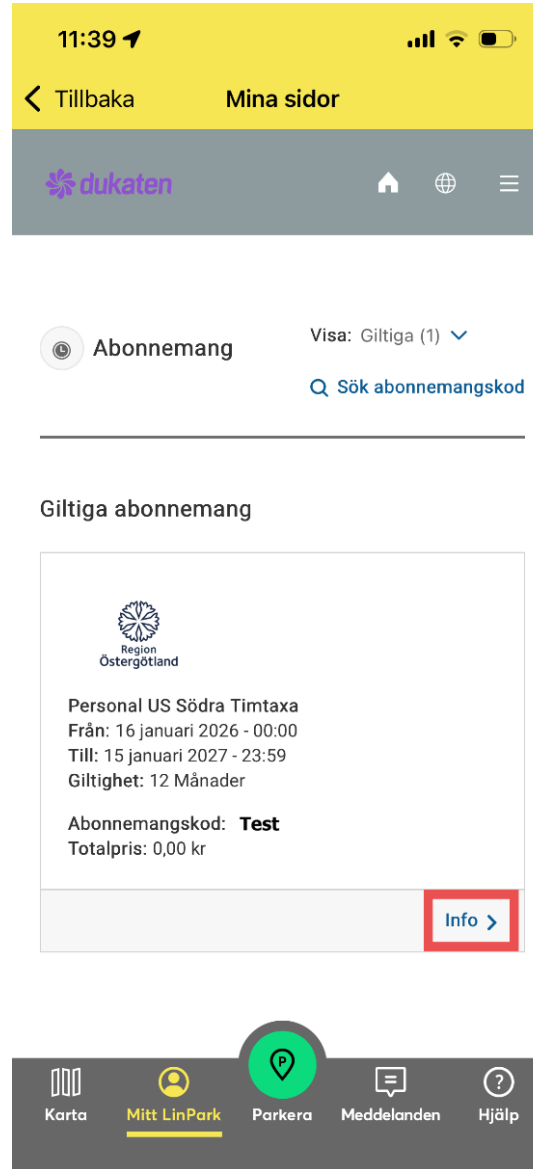 11:39
Tillbaka
Mina sidor
dukaten
Abonnemang
Visa: Giltiga (1)
Sök abonnemangskod
Giltiga abonnemang
Region
Östergötland
Personal US Södra Timtaxa
Från: 16 januari 2026 - 00:00
Till: 15 januari 2027 - 23:59
Giltighet: 12 Månader
Abonnemangskod: Test
Totalpris: 0,00 kr
Info
P
Karta
Mitt LinPark
Parkera
Meddelanden
?
Hjälp